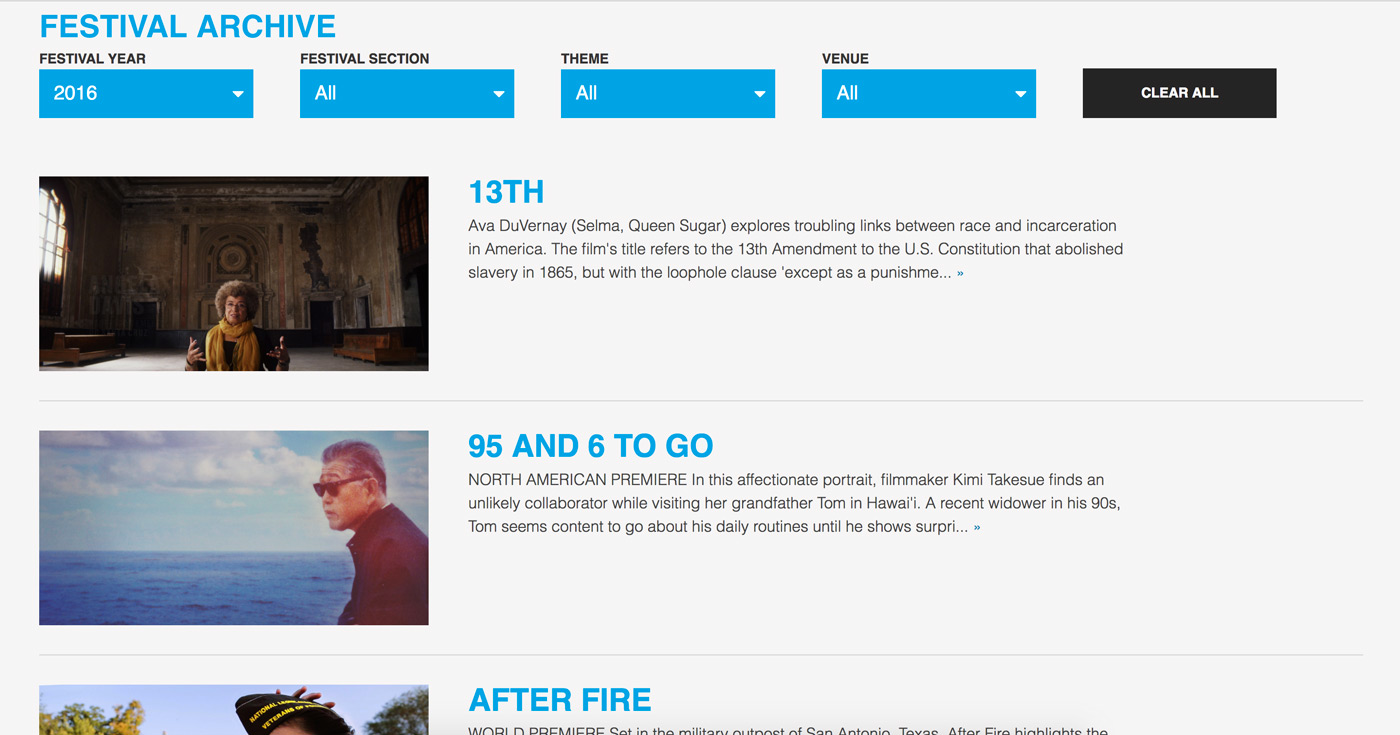 FESTIVAL ARCHIVE
FESTIVAL YEAR
FESTIVAL SECTION
THEME
VENUE
2016
All
All
All
CLEAR ALL
13TH
Ava DuVernay (Selma, Queen Sugar) explores troubling links between race and incarceration
in America. The film's title refers to the 13th Amendment to the U.S. Constitution that abolished
slavery in 1865, but with the loophole clause 'except as a punishme... »
95 AND 6 TO GO
NORTH AMERICAN PREMIERE In this affectionate portrait, filmmaker Kimi Takesue finds an
unlikely collaborator while visiting her grandfather Tom in Hawai'i. A recent widower in his 90s,
Tom seems content to go about his daily routines until he shows surpri... »
AFTER FIRE
VETERANS OF
WORLD PREMIERE Set in the military outpost of San Antonio, Texas, After Fire highlights the